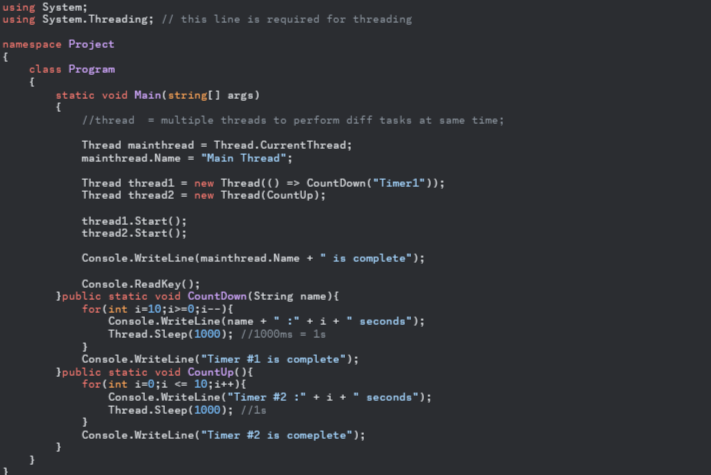 using System;
using System.Threading; // this line is required for threading
namespace Project
{
    class Program
    {
        static void Main(string[] args)
        {
            //thread  = multiple threads to perform diff tasks at same time;
            Thread mainthread = Thread.CurrentThread;
            mainthread.Name = "Main Thread";
            Thread thread1 = new Thread(() => CountDown("Timer1"));
            Thread thread2 = new Thread(CountUp);
            thread1.Start();
            thread2.Start();
            Console.WriteLine(mainthread.Name + " is complete");
            Console.ReadKey();
        }public static void CountDown(String name){
            for(int i=10;i>=0;i--){
                Console.WriteLine(name + " :" + i + " seconds");
                Thread.Sleep(1000); //1000ms = 1s
            }
            Console.WriteLine("Timer #1 is complete");
        }public static void CountUp(){
            for(int i=0;i <= 10;i++){
                Console.WriteLine("Timer #2 :" + i + " seconds");
                Thread.Sleep(1000); //1s
            }
            Console.WriteLine("Timer #2 is comeplete");
        }
    }
}